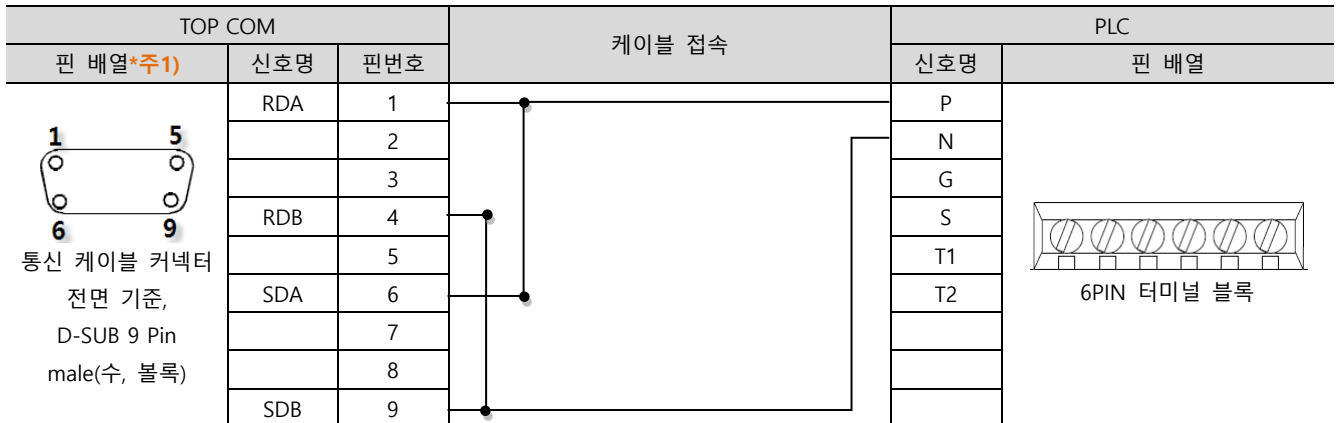 TOP COM 케이블 접속 PLC
핀 배열*주1) 신호명 핀번호 신호명 핀 배열
RDA 1 P
2 N
3 G
RDB 4 S
5 T1
SDA 6 T2
7
8
SDB 9
1 5
6 9
통신 케이블 커넥터
전면 기준,
D-SUB 9 Pin
male(수, 볼록)
6PIN 터미널 블록